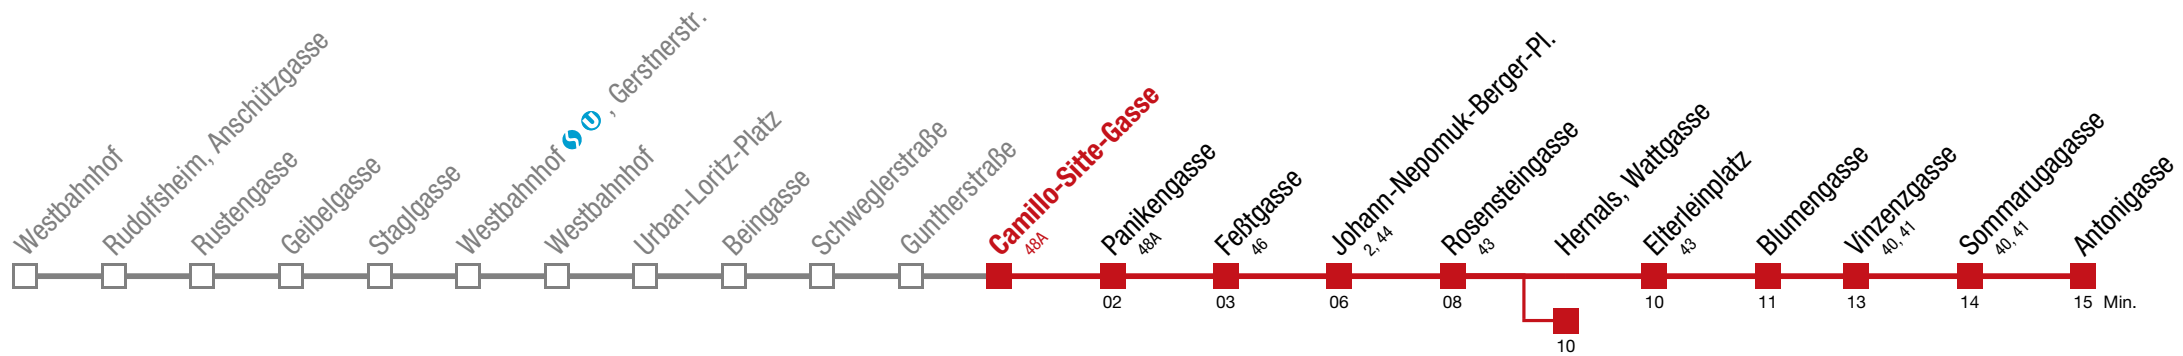 Westbahnhof
Rudolfsheim, Anschützgasse
Rustengasse
Geibelgasse
Staglgasse
Westbahnhof S U , Gerstnerstr.
Westbahnhof
Urban-Loritz-Platz
Beingasse
Schweglerstraße
Guntherstraße
Camillo-Sitte-Gasse
48A
Panikengasse
48A
Feßtgasse
46
Johann-Nepomuk-Berger-Pl.
2, 44
Rosensteingasse
43
Hernals, Wattgasse
Elterleinplatz
43
Blumengasse
Vinzenzgasse
40, 41
Sommarugagasse
40, 41
Antonigasse
02 03 06 08 10 11 13 14 15 Min.
10